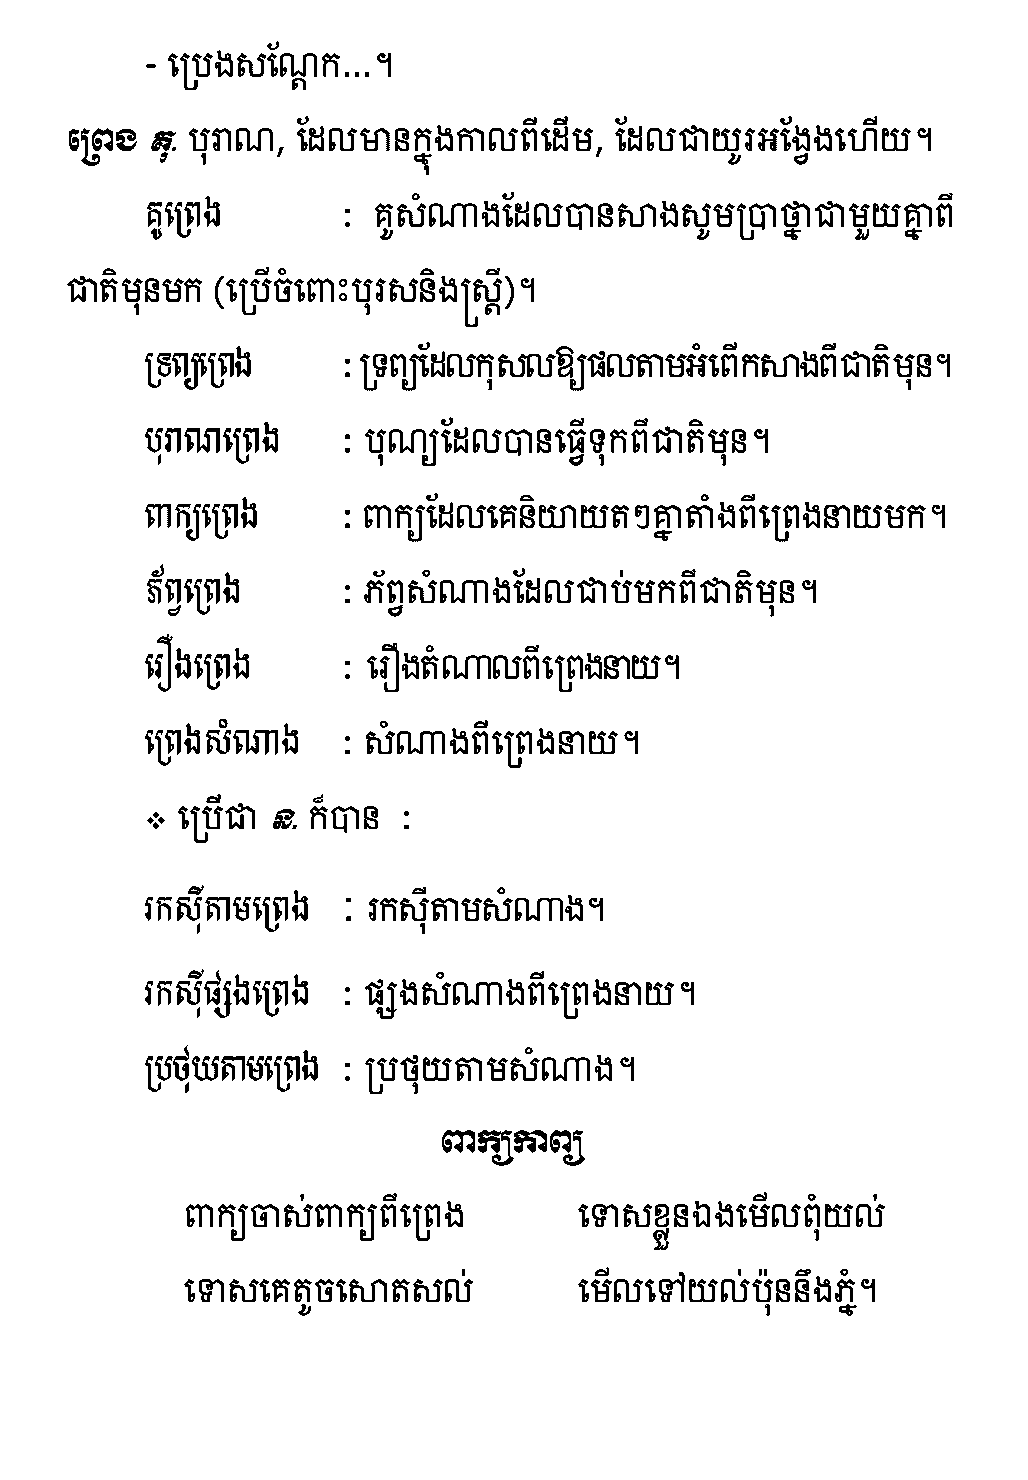 - ប្រេងសណ្ដែក...។
ព្រេង គុ. បុរាណ, ដែលមានក្នុងកាលពីដើម, ដែលជាយូរអង្វែងហើយ។
គូព្រេង : គូសំណាងដែលបានសាងសូមប្រាថ្នាជាមួយគ្នាពី
ជាតិមុនមក (ប្រើចំពោះបុរសនិងស្ត្រី)។
ទ្រព្យព្រេង : ទ្រព្យដែលកុសលឱ្យផលតាមអំពើកសាងពីជាតិមុន។
បុរាណព្រេង : បុណ្យដែលបានធ្វើទុកពីជាតិមុន។
ពាក្យព្រេង : ពាក្យដែលគេនិយាយតៗគ្នាតាំងពីព្រេងនាយមក។
ភ័ព្វព្រេង : ភ័ព្វសំណាងដែលជាប់មកពីជាតិមុន។
រឿងព្រេង : រឿងតំណាលពីព្រេងនាយ។
ព្រេងសំណាង : សំណាងពីព្រេងនាយ។
❖ ប្រើជា ន. ក៏បាន :
រកស៊ីតាមព្រេង : រកស៊ីតាមសំណាង។
រកស៊ីផ្សងព្រេង : ផ្សងសំណាងពីព្រេងនាយ។
ប្រថុយតាមព្រេង : ប្រថុយតាមសំណាង។
ពាក្យកាព្យ
ពាក្យចាស់ពាក្យពីព្រេង ទោសខ្លួនឯងមើលពុំយល់
ទោសគេតូចសោតសល់ មើលទៅយល់ប៉ុននឹងភ្នំ។